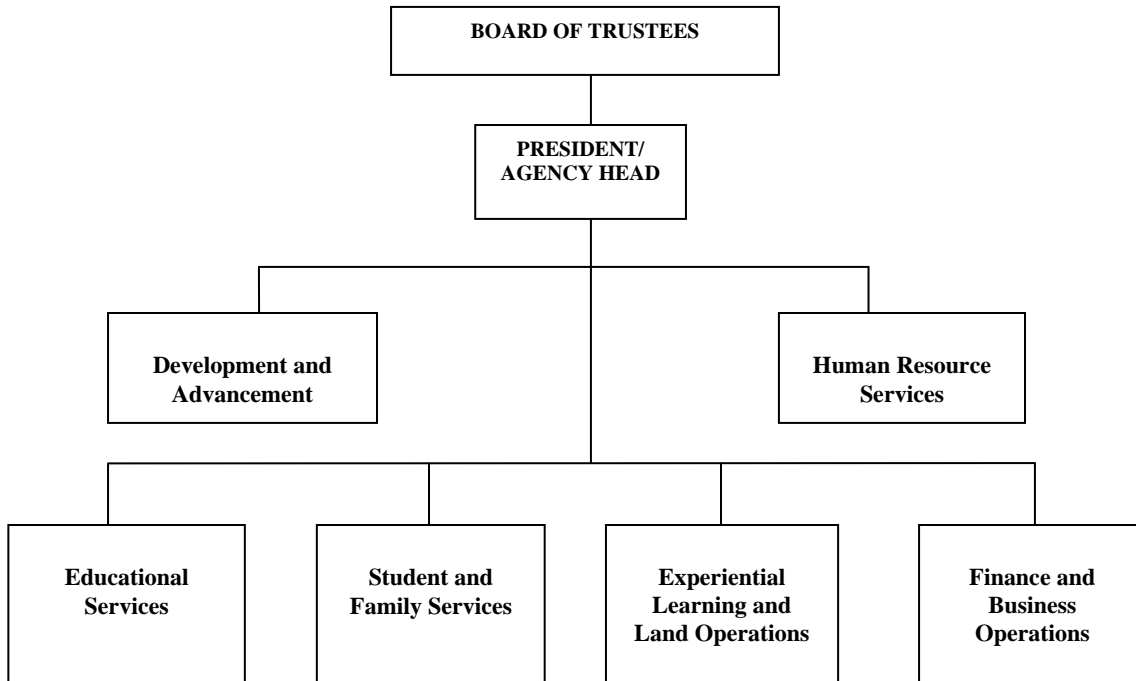 BOARD OF TRUSTEES
PRESIDENT/
AGENCY HEAD
Development and
Advancement
Human Resource
Services
Educational
Services
Student and
Family Services
Experiential
Learning and
Land Operations
Finance and
Business
Operations